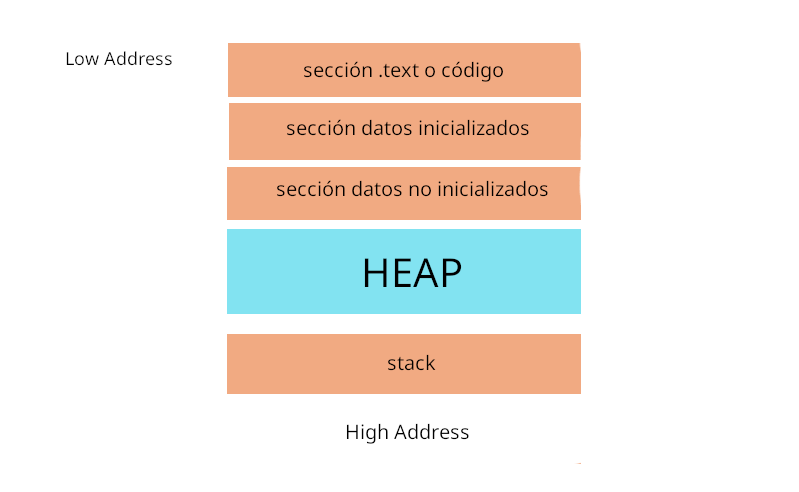 Low Address
sección .text o código
sección datos inicializados
sección datos no inicializados
HEAP
stack
High Address